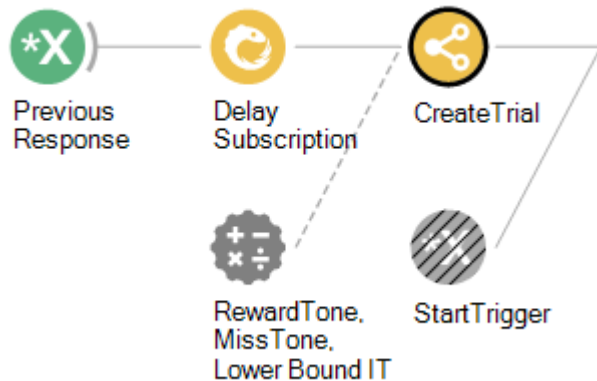 *X
Previous
Response
Delay
Subscription
CreateTrial
*X
RewardTone,
MissTone,
Lower Bound IT
StartTrigger